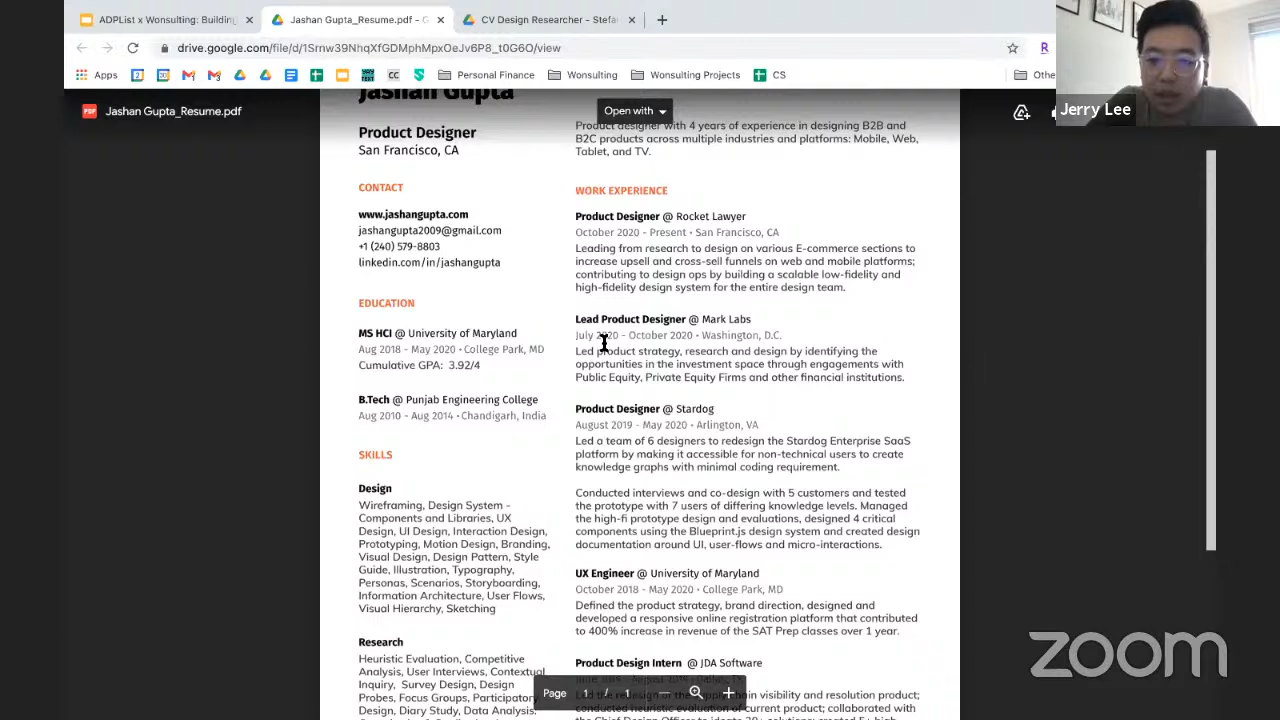 ADPList x Wonsulting: Building
Jashan Gupta_Resume.pdf - G
CV Design Researcher - Stefa
drive.google.com/file/d/1Srnw39NhqXfGDMphMpxOeJv6P8_t0G6O/view
Apps
CC
Personal Finance
Wonsulting
Wonsulting Projects
CS
Othe
Jerry Lee
PDF
Jashan Gupta_Resume.pdf
Open with
Jashan Gupta
Product Designer
San Francisco, CA
CONTACT
www.jashangupta.com
jashangupta2009@gmail.com
+1 (240) 579-8803
linkedin.com/in/jashangupta
EDUCATION
MS HCI @ University of Maryland
Aug 2018 - May 2020 • College Park, MD
Cumulative GPA: 3.92/4
B.Tech @ Punjab Engineering College
Aug 2010 - Aug 2014 • Chandigarh, India
SKILLS
Design
Wireframing, Design System -
Components and Libraries, UX
Design, UI Design, Interaction Design,
Prototyping, Motion Design, Branding,
Visual Design, Design Pattern, Style
Guide, Illustration, Typography,
Personas, Scenarios, Storyboarding,
Information Architecture, User Flows,
Visual Hierarchy, Sketching
Research
Heuristic Evaluation, Competitive
Analysis, User Interviews, Contextual
Inquiry, Survey Design, Design
Probes, Focus Groups, Participatory
Design, Diary Study, Data Analysis:
Product designer with 4 years of experience in designing B2B and
B2C products across multiple industries and platforms: Mobile, Web,
Tablet, and TV.
WORK EXPERIENCE
Product Designer @ Rocket Lawyer
October 2020 - Present • San Francisco, CA
Leading from research to design on various E-commerce sections to
increase upsell and cross-sell funnels on web and mobile platforms;
contributing to design ops by building a scalable low-fidelity and
high-fidelity design system for the entire design team.
Lead Product Designer @ Mark Labs
July 2020 - October 2020 • Washington, D.C.
Led product strategy, research and design by identifying the
opportunities in the investment space through engagements with
Public Equity, Private Equity Firms and other financial institutions.
Product Designer @ Stardog
August 2019 - May 2020 • Arlington, VA
Led a team of 6 designers to redesign the Stardog Enterprise SaaS
platform by making it accessible for non-technical users to create
knowledge graphs with minimal coding requirement.
Conducted interviews and co-design with 5 customers and tested
the prototype with 7 users of differing knowledge levels. Managed
the high-fi prototype design and evaluations, designed 4 critical
components using the Blueprint.js design system and created design
documentation around UI, user-flows and micro-interactions.
UX Engineer @ University of Maryland
October 2018 - May 2020 • College Park, MD
Defined the product strategy, brand direction, designed and
developed a responsive online registration platform that contributed
to 400% increase in revenue of the SAT Prep classes over 1 year.
Product Design Intern @ JDA Software
Page 1 / 1
visibility and resolution product;
current product; collaborated with
zoom